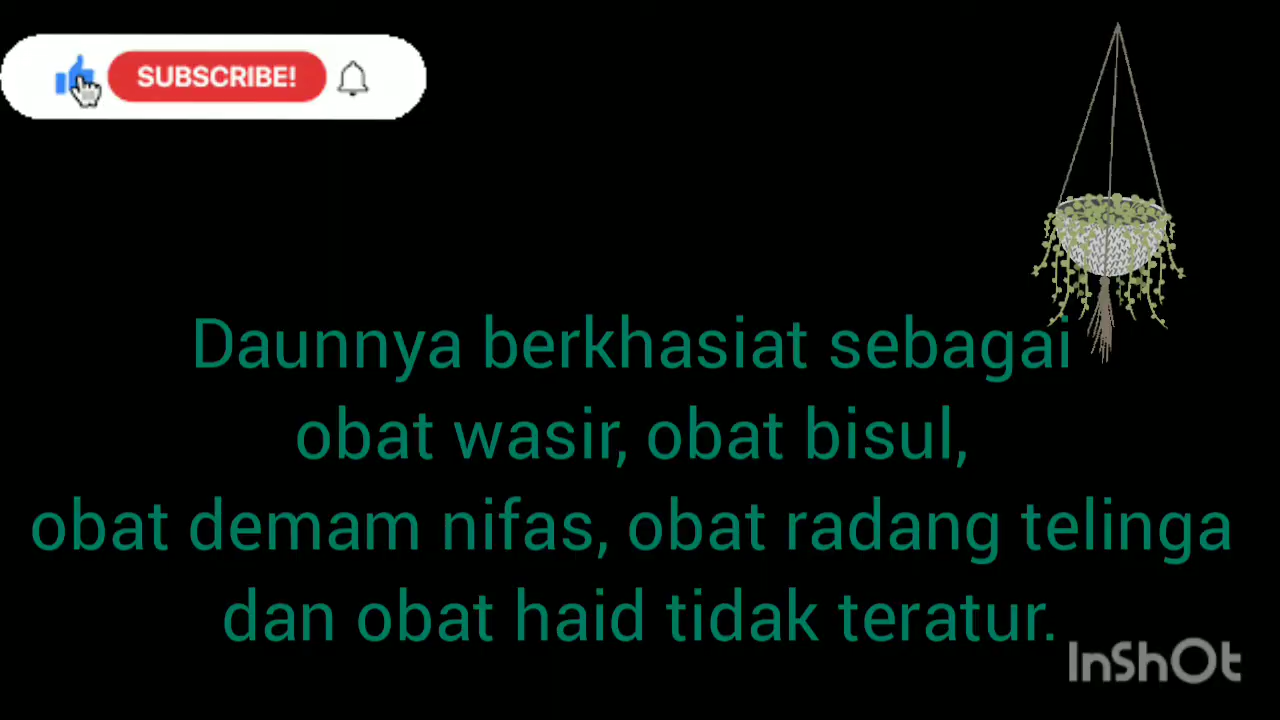 SUBSCRIBE!
Daunnya berkhasiat sebagai
obat wasir, obat bisul,
obat demam nifas, obat radang telinga
dan obat haid tidak teratur.
InShOt